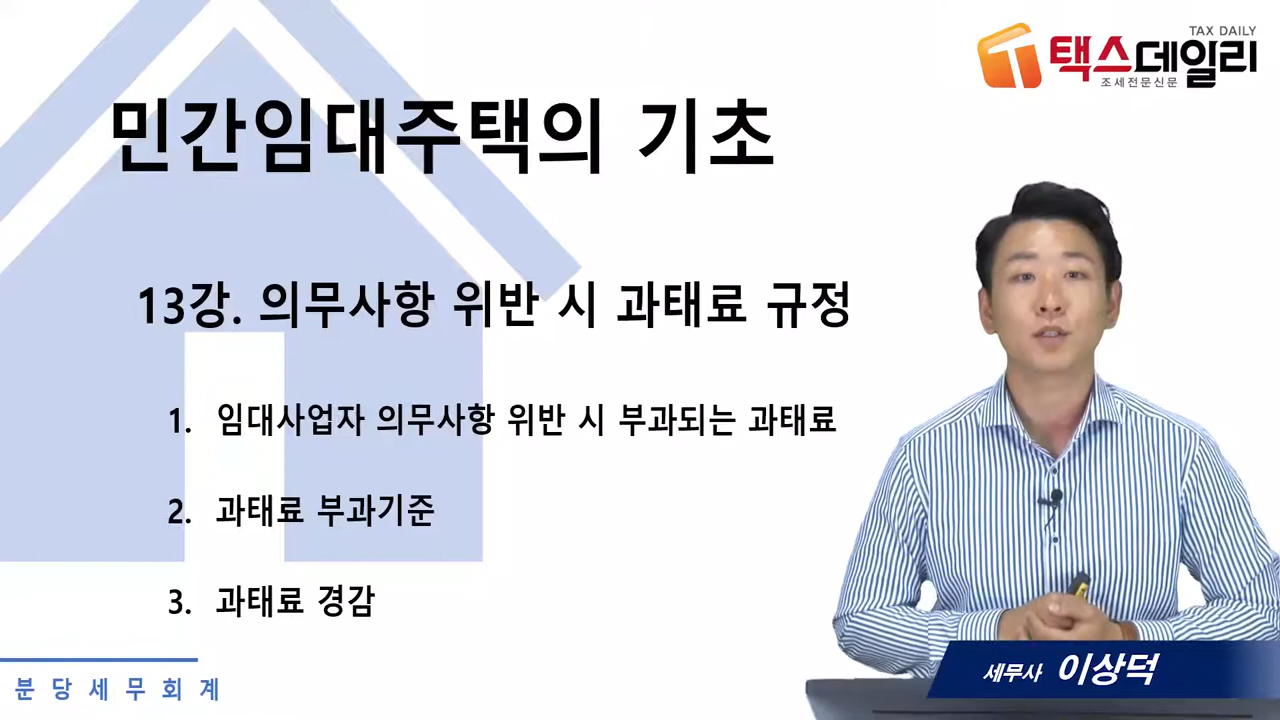 TAX DAILY
택스데일리
조세전문신문
민간임대주택의 기초
13강. 의무사항 위반 시 과태료 규정
1. 임대사업자 의무사항 위반 시 부과되는 과태료
2. 과태료 부과기준
3. 과태료 경감
분당세무회계
세무사 이상덕